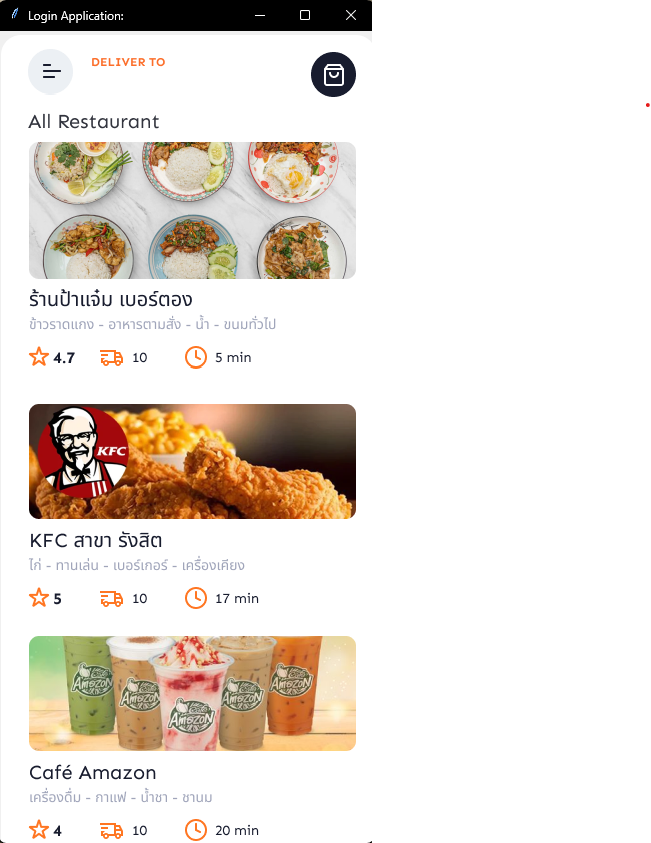 Login Application:
DELIVER TO
All Restaurant
ร้านป้าแจ๋ม เบอร์ตอง
ข้าวราดแกง - อาหารตามสั่ง - น้ำ - ขนมทั่วไป
4.7 10 5 min
KFC
KFC สาขา รังสิต
ไก่ - ทานเล่น - เบอร์เกอร์ - เครื่องเคียง
5 10 17 min
Amazon Amazon Amazon Amazon Amazon
Café Amazon
เครื่องดื่ม - กาแฟ - น้ำชา - ชานม
4 10 20 min